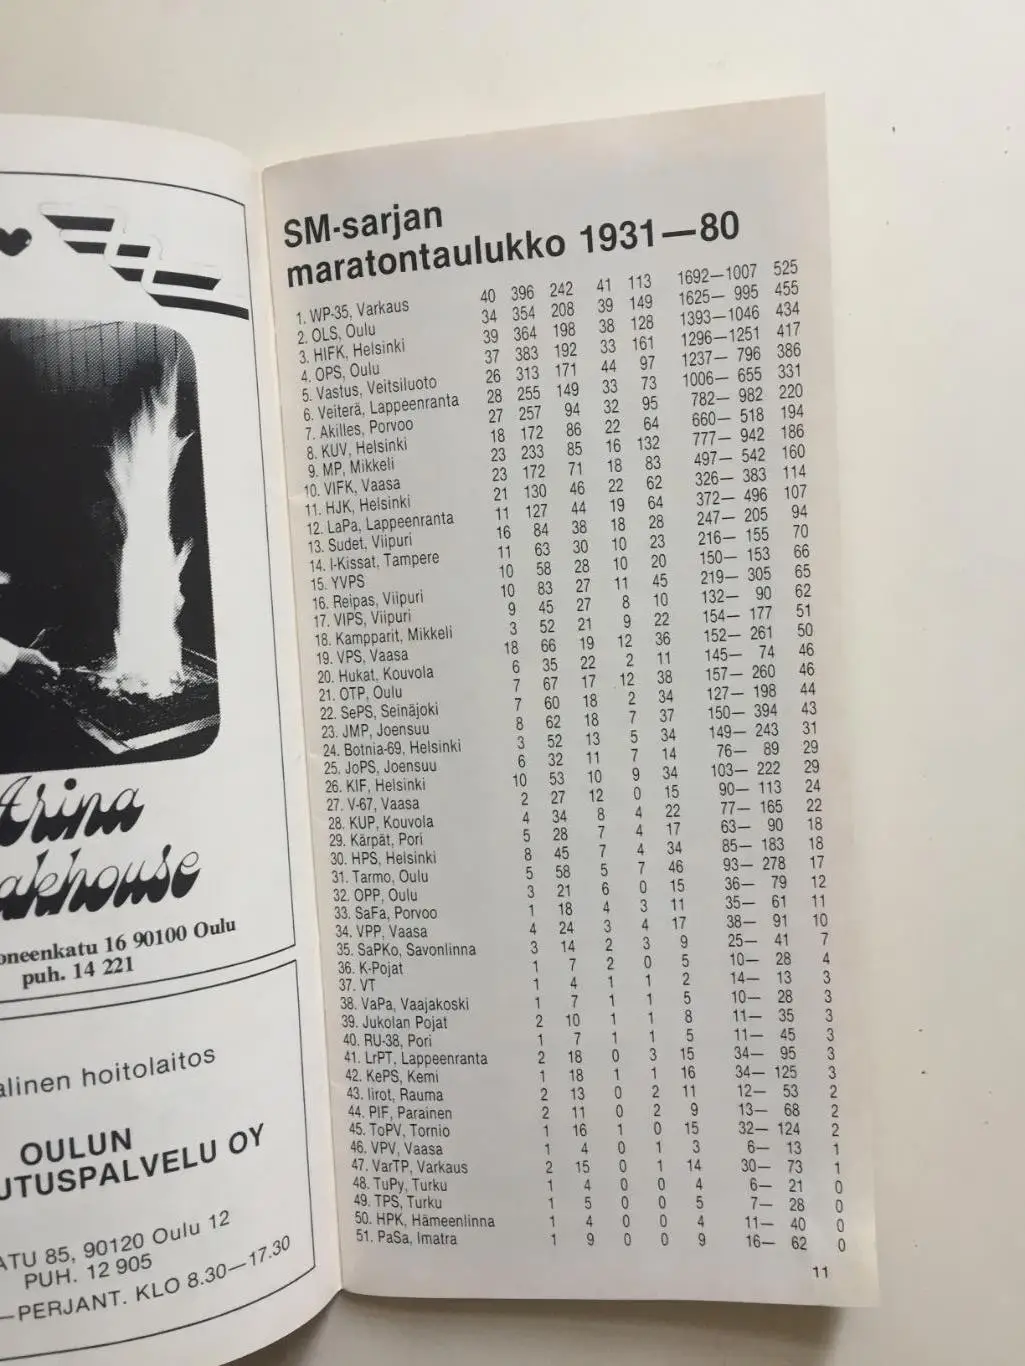 SM-sarjan
maratontaulukko 1931—80
1. WP-35, Varkaus 40 396 242 41 113 1692—1007 525
2. OLS, Oulu 34 354 208 39 149 1625— 995 455
3. HIFK, Helsinki 39 364 198 38 128 1393—1046 434
4. OPS, Oulu 37 383 192 33 161 1296—1251 417
5. Vastus, Veitsiluoto 26 313 171 44 97 1237— 796 386
6. Veiterä, Lappeenranta 28 255 149 33 73 1006— 655 331
7. Akilles, Porvoo 27 257 94 32 95 782— 982 220
8. KUV, Helsinki 18 172 86 22 64 660— 518 194
9. MP, Mikkeli 23 233 85 16 132 777— 942 186
10. VIFK, Vaasa 23 172 71 18 83 497— 542 160
11. HJK, Helsinki 21 130 46 22 62 326— 383 114
12. LaPa, Lappeenranta 11 127 44 19 64 372— 496 107
13. Sudet, Viipuri 16 84 38 18 28 247— 205 94
14. I-Kissat, Tampere 11 63 30 10 23 216— 155 70
15. YVPS 10 58 28 10 20 150— 153 66
16. Reipas, Viipuri 10 83 27 11 45 219— 305 65
17. VIPS, Viipuri 9 45 27 8 10 132— 90 62
18. Kampparit, Mikkeli 3 52 21 9 22 154— 177 51
19. VPS, Vaasa 18 66 19 12 36 152— 261 50
20. Hukat, Kouvola 6 35 22 2 11 145— 74 46
21. OTP, Oulu 7 67 17 12 38 157— 260 46
22. SePS, Seinäjoki 7 60 18 2 34 127— 198 44
23. JMP, Joensuu 8 62 18 7 37 150— 394 43
24. Botnia-69, Helsinki 3 52 13 5 34 149— 243 31
25. JoPS, Joensuu 6 32 11 7 14 76— 89 29
26. KIF, Helsinki 10 53 10 9 34 103— 222 29
27. V-67, Vaasa 2 27 12 0 15 90— 113 24
28. KUP, Kouvola 4 34 8 4 22 77— 165 22
29. Kärpät, Pori 5 28 7 4 17 63— 90 18
30. HPS, Helsinki 8 45 7 4 34 85— 183 18
31. Tarmo, Oulu 5 58 5 7 46 93— 278 17
32. OPP, Oulu 3 21 6 0 15 36— 79 12
33. SaFa, Porvoo 1 18 4 3 11 35— 61 11
34. VPP, Vaasa 4 24 3 4 17 38— 91 10
35. SaPKo, Savonlinna 3 14 2 3 9 25— 41 7
36. K-Pojat 1 7 2 0 5 10— 28 4
37. VT 1 4 1 1 2 14— 13 3
38. VaPa, Vaajakoski 1 7 1 1 5 10— 28 3
39. Jukolan Pojat 2 10 1 1 8 11— 35 3
40. RU-38, Pori 1 7 1 1 5 11— 45 3
41. LrPT, Lappeenranta 2 18 0 3 15 34— 95 3
42. KePS, Kemi 1 18 1 1 16 34— 125 3
43. Iirot, Rauma 2 13 0 2 11 12— 53 2
44. PIF, Parainen 2 11 0 2 9 13— 68 2
45. ToPV, Tornio 1 16 1 0 15 32— 124 2
46. VPV, Vaasa 1 4 0 1 3 6— 13 1
47. VarTP, Varkaus 2 15 0 1 14 30— 73 1
48. TuPy, Turku 1 4 0 0 4 6— 21 0
49. TPS, Turku 1 5 0 0 5 7— 28 0
50. HPK, Hämeenlinna 1 4 0 0 4 11— 40 0
51. PaSa, Imatra 1 9 0 0 9 16— 62 0
11
Arina
akhouse
oneenkatu 16 90100 Oulu
puh. 14 221
alinen hoitolaitos
OULUN
UTUSPALVELU OY
ATU 85, 90120 Oulu 12
PUH. 12 905
—PERJANT. KLO 8.30—17.30